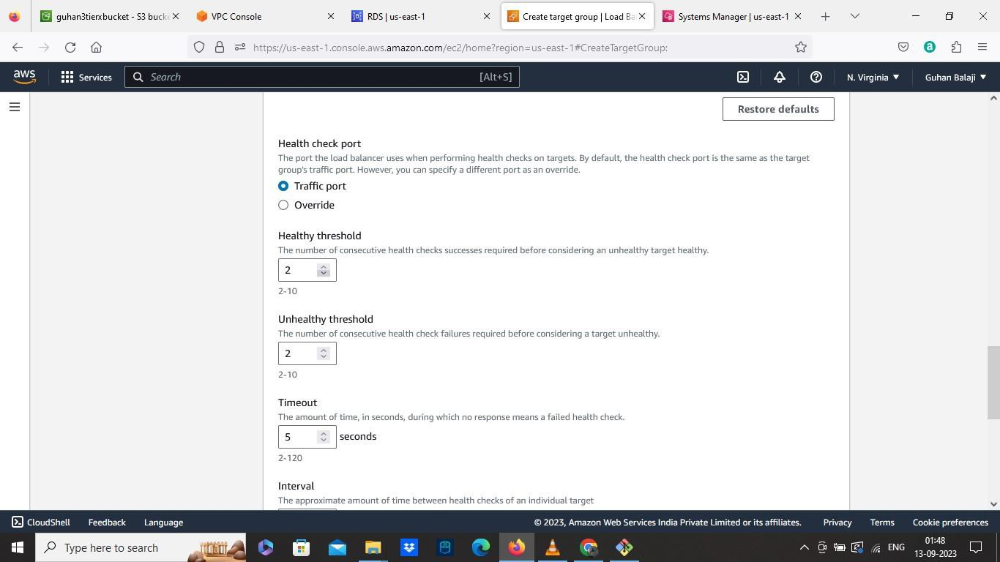 guhan3tierxbucket - S3 bucke
VPC Console
RDS | us-east-1
Create target group | Load Ba
Systems Manager | us-east-1
https://us-east-1.console.aws.amazon.com/ec2/home?region=us-east-1#CreateTargetGroup:
aws
Services
Search
[Alt+S]
N. Virginia
Guhan Balaji
Restore defaults
Health check port
The port the load balancer uses when performing health checks on targets. By default, the health check port is the same as the target
group's traffic port. However, you can specify a different port as an override.
Traffic port
Override
Healthy threshold
The number of consecutive health checks successes required before considering an unhealthy target healthy.
2
2-10
Unhealthy threshold
The number of consecutive health check failures required before considering a target unhealthy.
2
2-10
Timeout
The amount of time, in seconds, during which no response means a failed health check.
5 seconds
2-120
Interval
The approximate amount of time between health checks of an individual target
CloudShell
Feedback
Language
© 2023, Amazon Web Services India Private Limited or its affiliates.
Privacy
Terms
Cookie preferences
Type here to search
ENG
01:48
13-09-2023